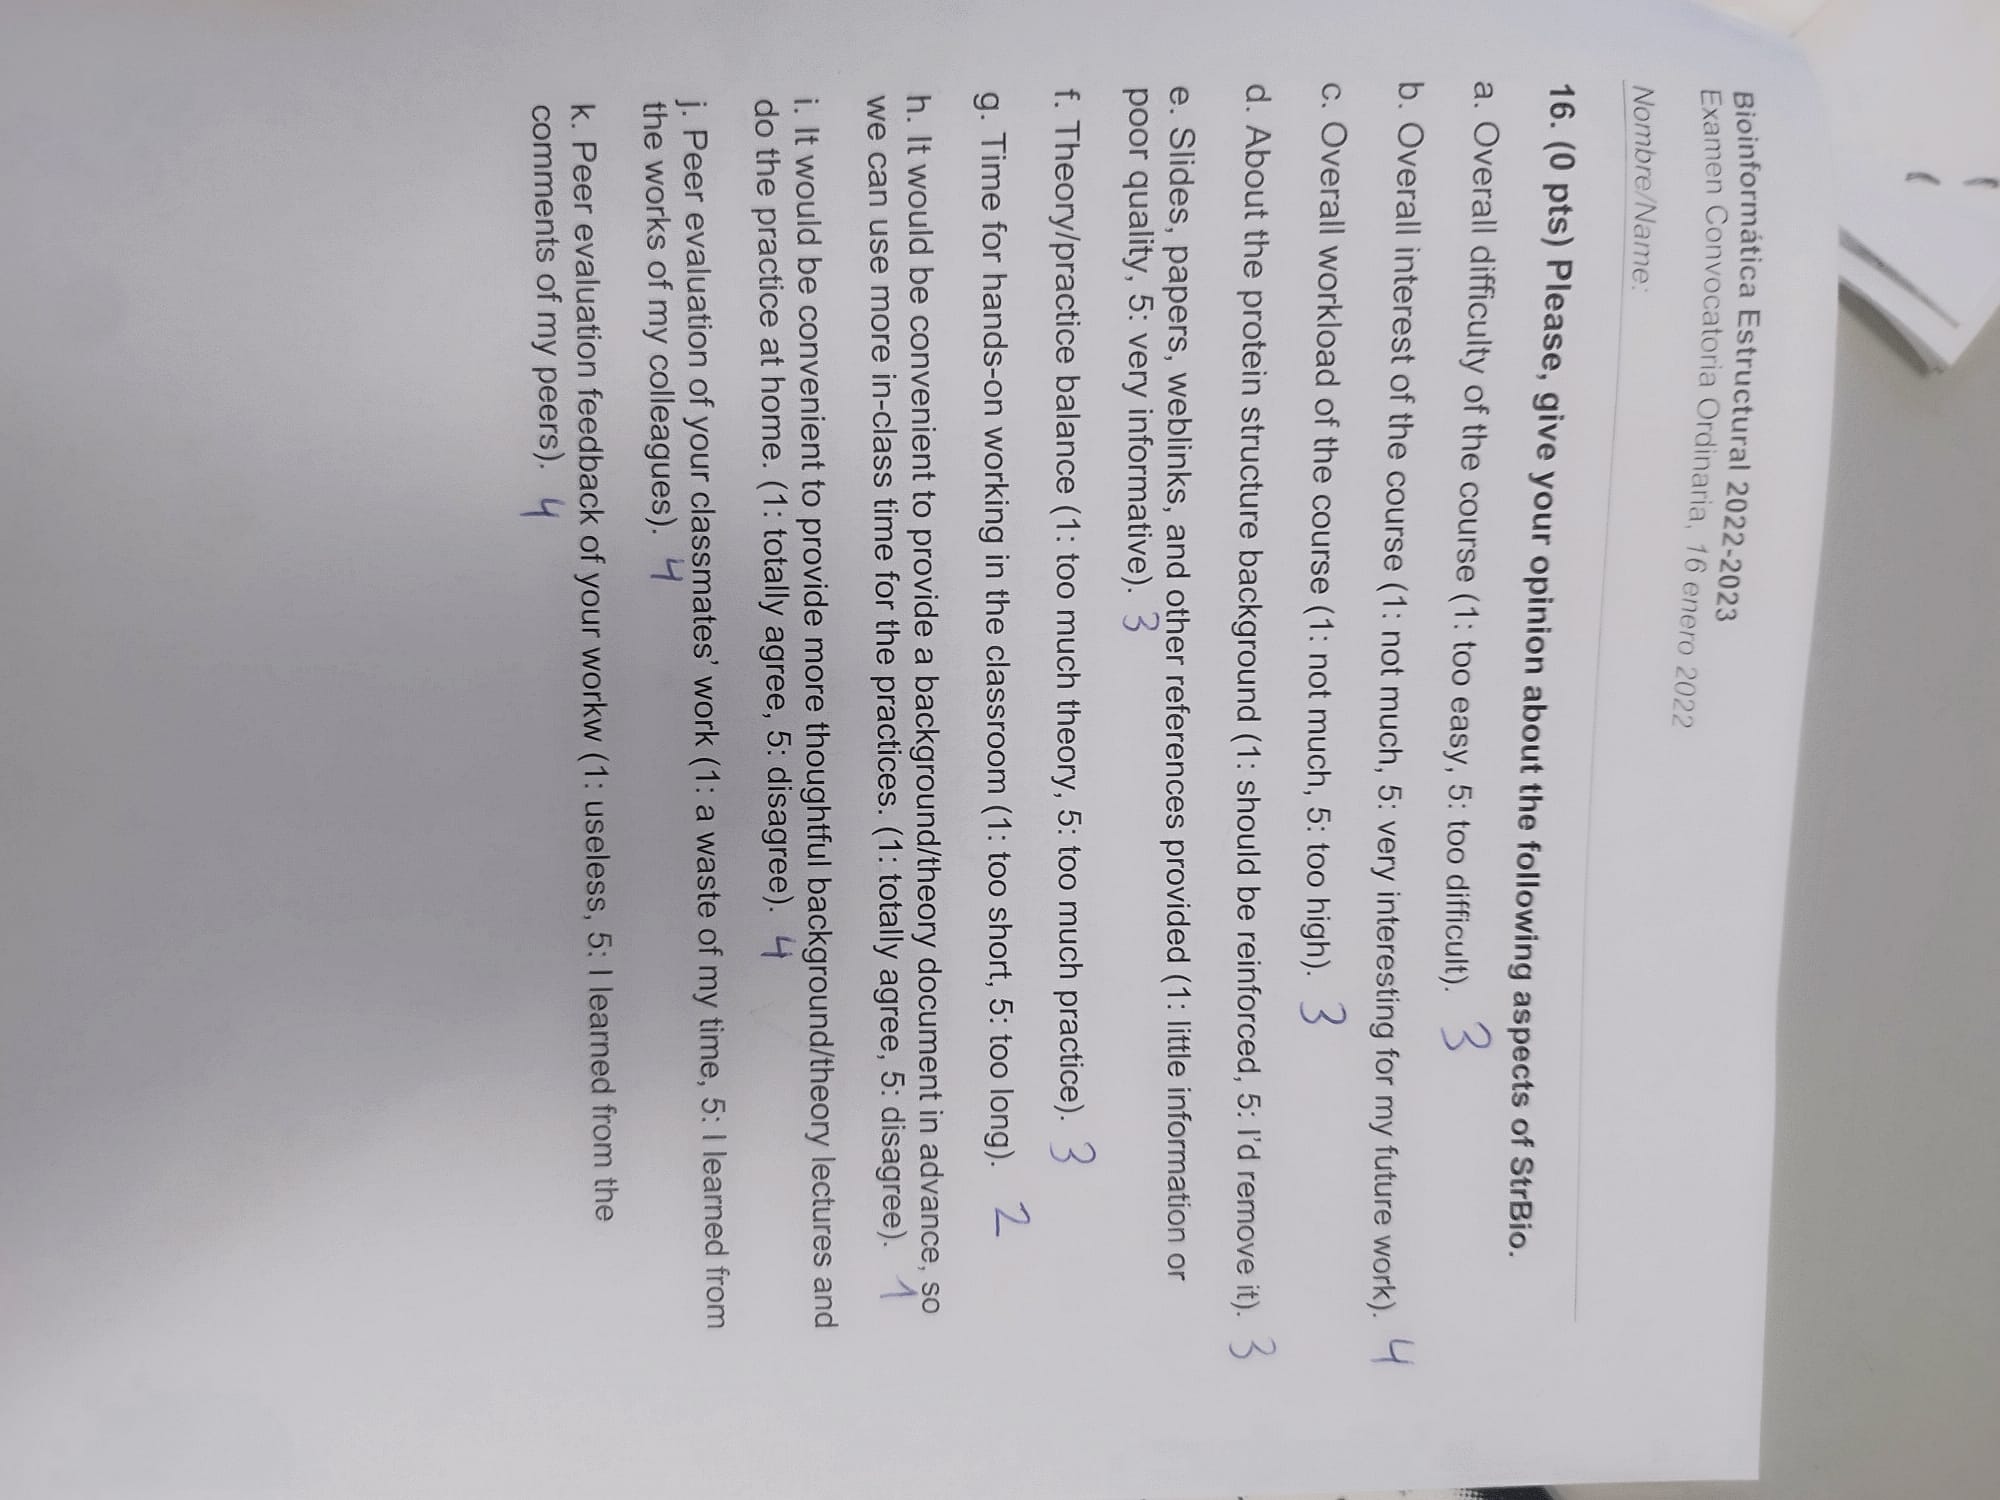 Bioinformática Estructural 2022-2023
Examen Convocatoria Ordinaria, 16 enero 2022
Nombre/Name:
16. (0 pts) Please, give your opinion about the following aspects of StrBio.
a. Overall difficulty of the course (1: too easy, 5: too difficult). 3
b. Overall interest of the course (1: not much, 5: very interesting for my future work). 4
c. Overall workload of the course (1: not much, 5: too high). 3
d. About the protein structure background (1: should be reinforced, 5: I'd remove it). 3
e. Slides, papers, weblinks, and other references provided (1: little information or
poor quality, 5: very informative). 3
f. Theory/practice balance (1: too much theory, 5: too much practice). 3
g. Time for hands-on working in the classroom (1: too short, 5: too long). 2
h. It would be convenient to provide a background/theory document in advance, so
we can use more in-class time for the practices. (1: totally agree, 5: disagree). 1
i. It would be convenient to provide more thoughtful background/theory lectures and
do the practice at home. (1: totally agree, 5: disagree). 4
j. Peer evaluation of your classmates' work (1: a waste of my time, 5: I learned from
the works of my colleagues). 4
k. Peer evaluation feedback of your workw (1: useless, 5: I learned from the
comments of my peers). 4